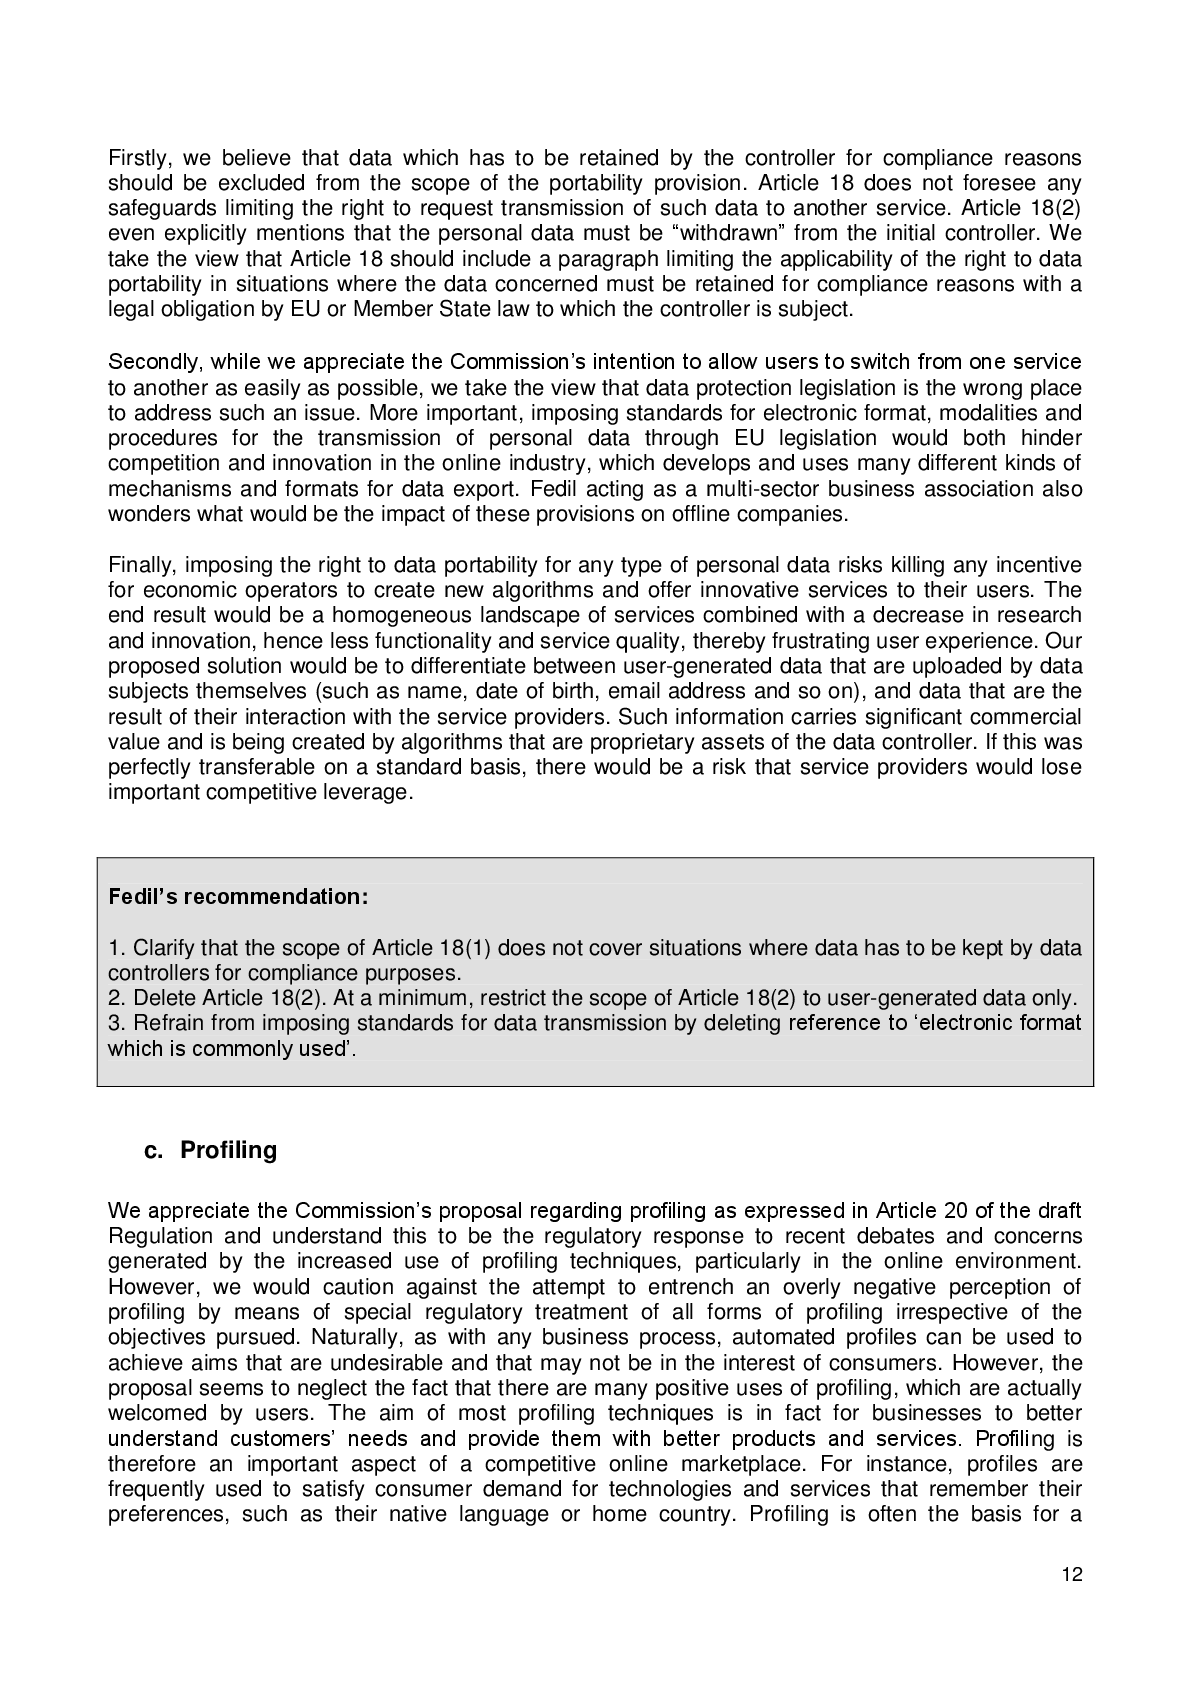 Firstly, we believe that data which has to be retained by the controller for compliance reasons
should be excluded from the scope of the portability provision. Article 18 does not foresee any
safeguards limiting the right to request transmission of such data to another service. Article 18(2)
even explicitly mentions that the personal data must be “withdrawn” from the initial controller. We
take the view that Article 18 should include a paragraph limiting the applicability of the right to data
portability in situations where the data concerned must be retained for compliance reasons with a
legal obligation by EU or Member State law to which the controller is subject.
Secondly, while we appreciate the Commission’s intention to allow users to switch from one service
to another as easily as possible, we take the view that data protection legislation is the wrong place
to address such an issue. More important, imposing standards for electronic format, modalities and
procedures for the transmission of personal data through EU legislation would both hinder
competition and innovation in the online industry, which develops and uses many different kinds of
mechanisms and formats for data export. Fedil acting as a multi-sector business association also
wonders what would be the impact of these provisions on offline companies.
Finally, imposing the right to data portability for any type of personal data risks killing any incentive
for economic operators to create new algorithms and offer innovative services to their users. The
end result would be a homogeneous landscape of services combined with a decrease in research
and innovation, hence less functionality and service quality, thereby frustrating user experience. Our
proposed solution would be to differentiate between user-generated data that are uploaded by data
subjects themselves (such as name, date of birth, email address and so on), and data that are the
result of their interaction with the service providers. Such information carries significant commercial
value and is being created by algorithms that are proprietary assets of the data controller. If this was
perfectly transferable on a standard basis, there would be a risk that service providers would lose
important competitive leverage.
Fedil’s recommendation:
1. Clarify that the scope of Article 18(1) does not cover situations where data has to be kept by data
controllers for compliance purposes.
2. Delete Article 18(2). At a minimum, restrict the scope of Article 18(2) to user-generated data only.
3. Refrain from imposing standards for data transmission by deleting reference to ‘electronic format
which is commonly used’.
c. Profiling
We appreciate the Commission’s proposal regarding profiling as expressed in Article 20 of the draft
Regulation and understand this to be the regulatory response to recent debates and concerns
generated by the increased use of profiling techniques, particularly in the online environment.
However, we would caution against the attempt to entrench an overly negative perception of
profiling by means of special regulatory treatment of all forms of profiling irrespective of the
objectives pursued. Naturally, as with any business process, automated profiles can be used to
achieve aims that are undesirable and that may not be in the interest of consumers. However, the
proposal seems to neglect the fact that there are many positive uses of profiling, which are actually
welcomed by users. The aim of most profiling techniques is in fact for businesses to better
understand customers’ needs and provide them with better products and services. Profiling is
therefore an important aspect of a competitive online marketplace. For instance, profiles are
frequently used to satisfy consumer demand for technologies and services that remember their
preferences, such as their native language or home country. Profiling is often the basis for a
12